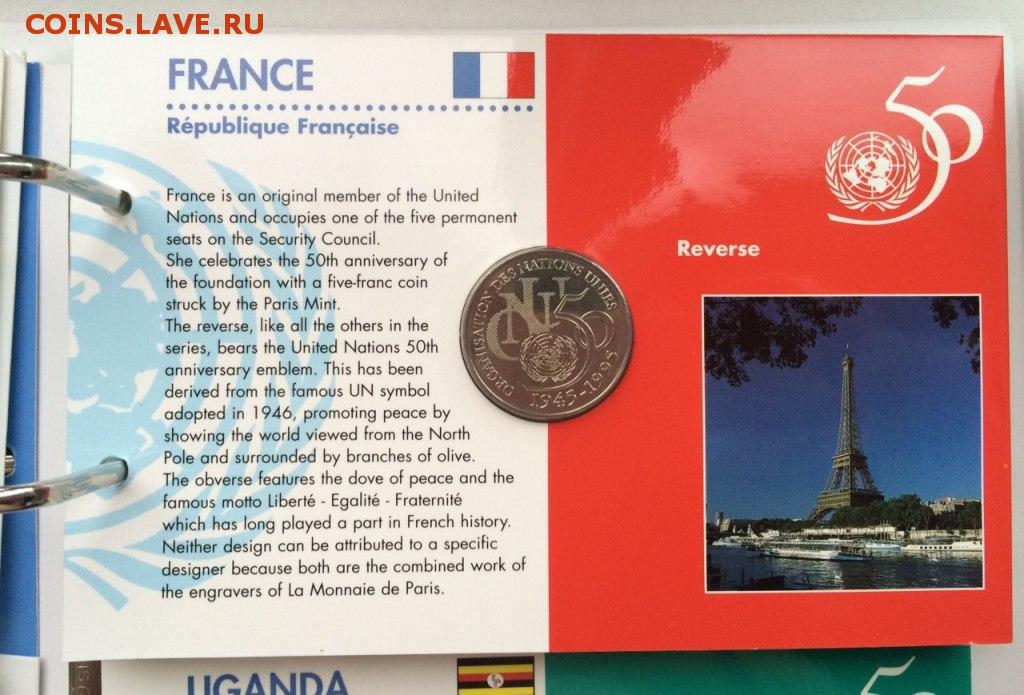 COINS.LAVE.RU
FRANCE
République Française
France is an original member of the United
Nations and occupies one of the five permanent
seats on the Security Council.
She celebrates the 50th anniversary of
the foundation with a five-franc coin
struck by the Paris Mint.
The reverse, like all the others in the
series, bears the United Nations 50th
anniversary emblem. This has been
derived from the famous UN symbol
adopted in 1946, promoting peace by
showing the world viewed from the North
Pole and surrounded by branches of olive.
The obverse features the dove of peace and the
famous motto Liberté - Egalité - Fraternité
which has long played a part in French history.
Neither design can be attributed to a specific
designer because both are the combined work of
the engravers of La Monnaie de Paris.
ORGANISATION DES NATIONS UNIES
ONU
50
1945-1995
50
Reverse
UGANDA
5